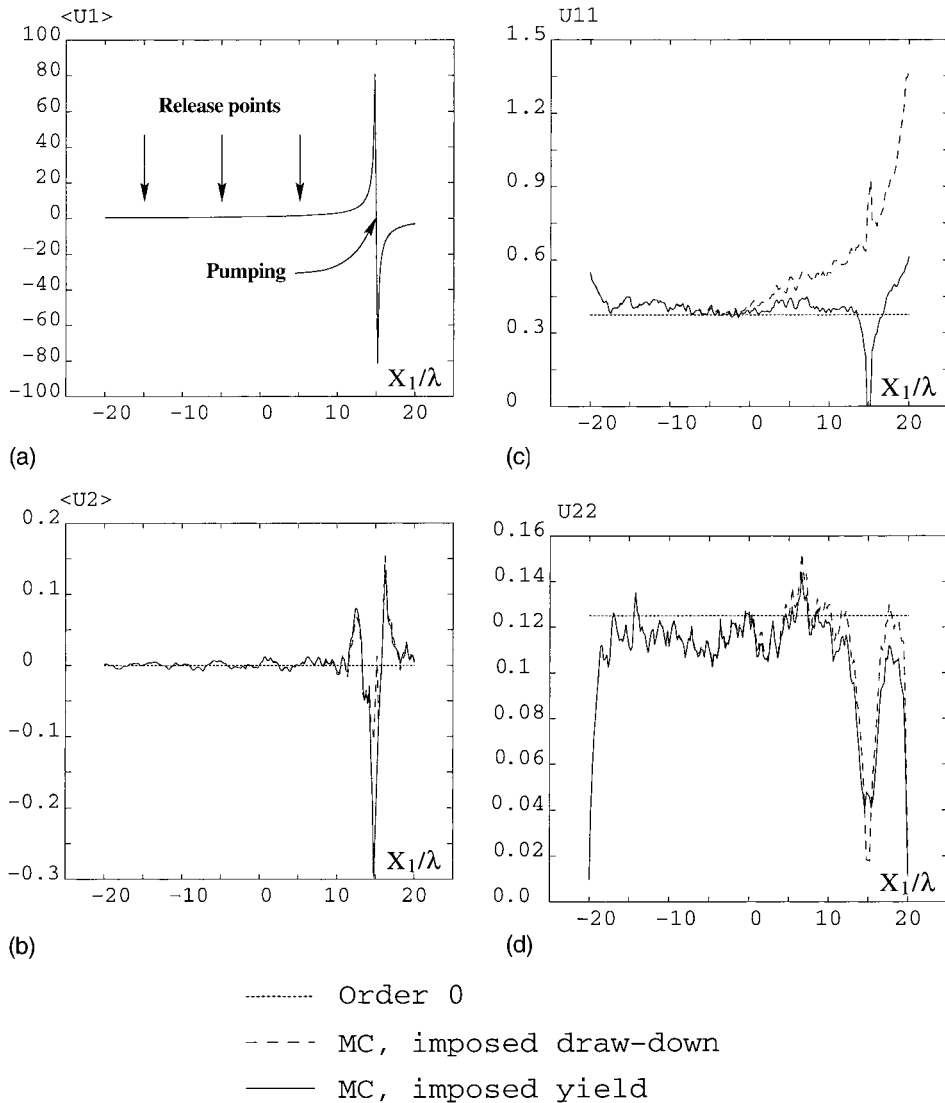 <U1>
100
80
60
40
20
0
-20
-40
-60
-80
-100
Release points
Pumping
X1/λ
-20 -10 0 10 20
(a)
U11
1.5
1.2
0.9
0.6
0.3
0
X1/λ
-20 -10 0 10 20
(c)
<U2>
0.2
0.1
0
-0.1
-0.2
-0.3
X1/λ
-20 -10 0 10 20
(b)
U22
0.16
0.14
0.12
0.10
0.08
0.06
0.04
0.02
0.0
X1/λ
-20 -10 0 10 20
(d)
Order 0
MC, imposed draw-down
MC, imposed yield